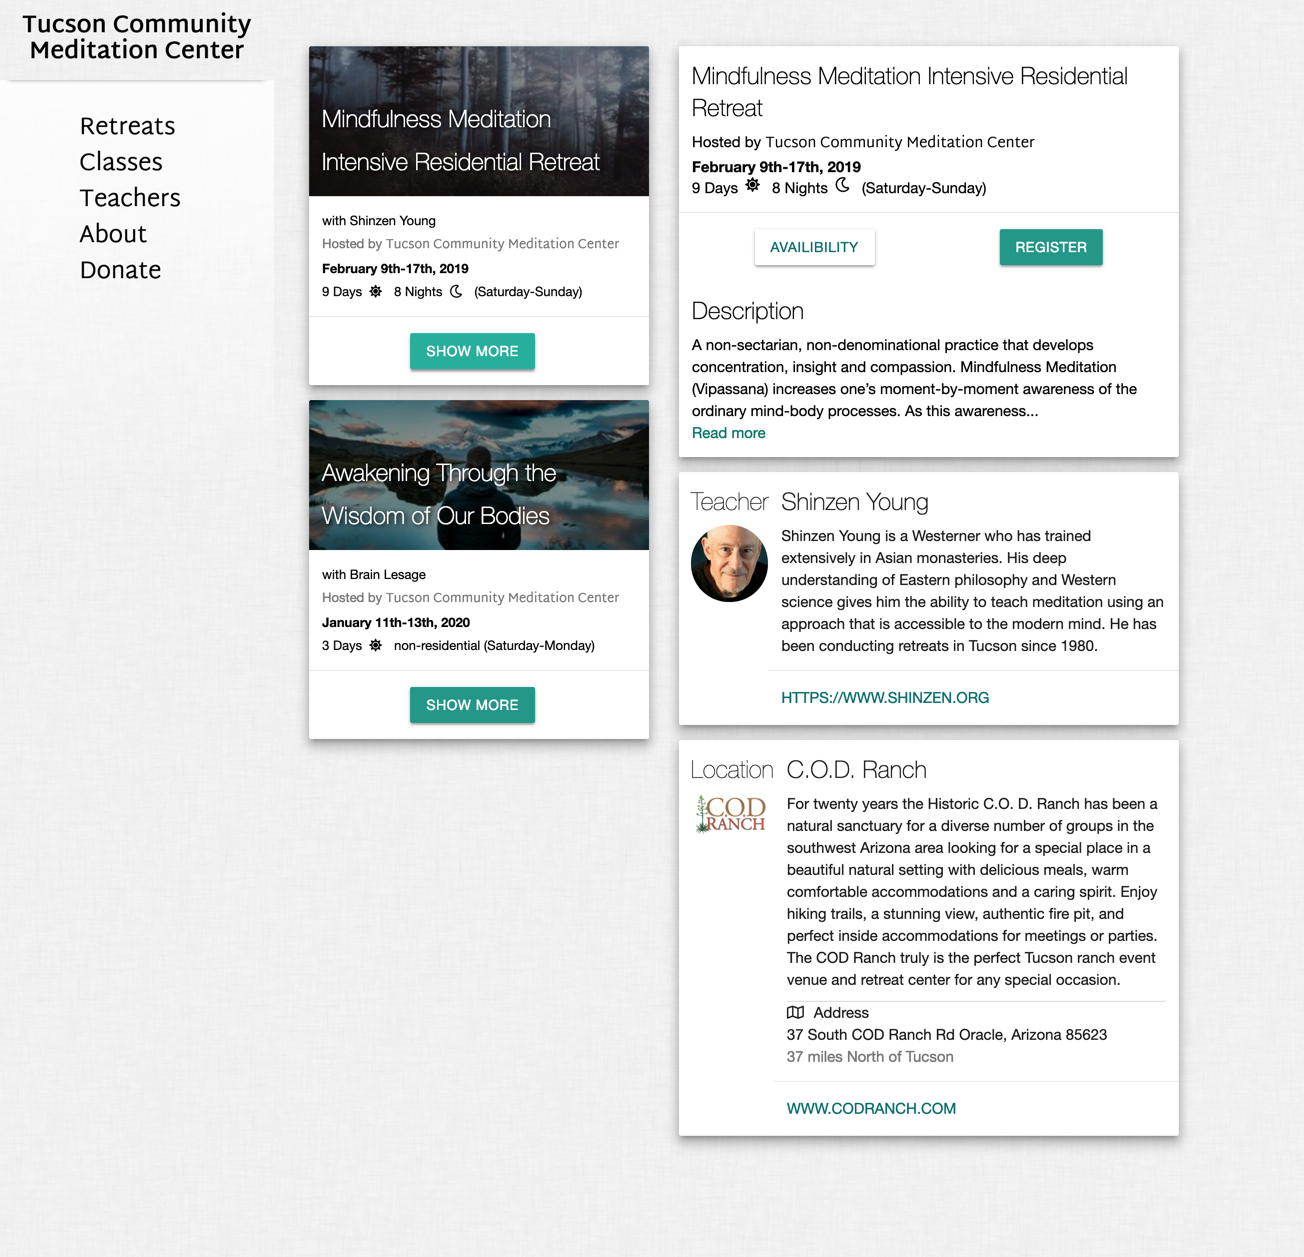 Tucson Community
Meditation Center
Retreats
Classes
Teachers
About
Donate
Mindfulness Meditation
Intensive Residential Retreat
with Shinzen Young
Hosted by Tucson Community Meditation Center
February 9th-17th, 2019
9 Days 8 Nights (Saturday-Sunday)
SHOW MORE
Awakening Through the
Wisdom of Our Bodies
with Brain Lesage
Hosted by Tucson Community Meditation Center
January 11th-13th, 2020
3 Days non-residential (Saturday-Monday)
SHOW MORE
Mindfulness Meditation Intensive Residential
Retreat
Hosted by Tucson Community Meditation Center
February 9th-17th, 2019
9 Days 8 Nights (Saturday-Sunday)
AVAILIBILITY
REGISTER
Description
A non-sectarian, non-denominational practice that develops
concentration, insight and compassion. Mindfulness Meditation
(Vipassana) increases one’s moment-by-moment awareness of the
ordinary mind-body processes. As this awareness...
Read more
Teacher
Shinzen Young
Shinzen Young is a Westerner who has trained
extensively in Asian monasteries. His deep
understanding of Eastern philosophy and Western
science gives him the ability to teach meditation using an
approach that is accessible to the modern mind. He has
been conducting retreats in Tucson since 1980.
HTTPS://WWW.SHINZEN.ORG
Location
C.O.D
RANCH
C.O.D. Ranch
For twenty years the Historic C.O. D. Ranch has been a
natural sanctuary for a diverse number of groups in the
southwest Arizona area looking for a special place in a
beautiful natural setting with delicious meals, warm
comfortable accommodations and a caring spirit. Enjoy
hiking trails, a stunning view, authentic fire pit, and
perfect inside accommodations for meetings or parties.
The COD Ranch truly is the perfect Tucson ranch event
venue and retreat center for any special occasion.
Address
37 South COD Ranch Rd Oracle, Arizona 85623
37 miles North of Tucson
WWW.CODRANCH.COM